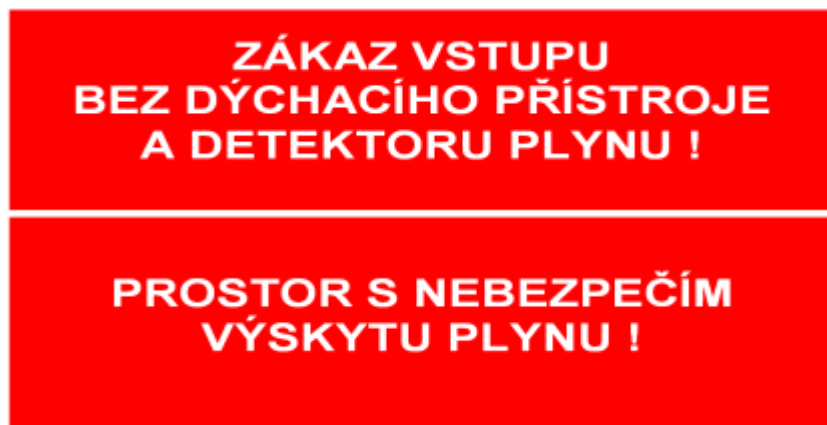 ZÁKAZ VSTUPU
BEZ DÝCHACÍHO PŘÍSTROJE
A DETEKTORU PLYNU !
PROSTOR S NEBEZPEČÍM
VÝSKYTU PLYNU !